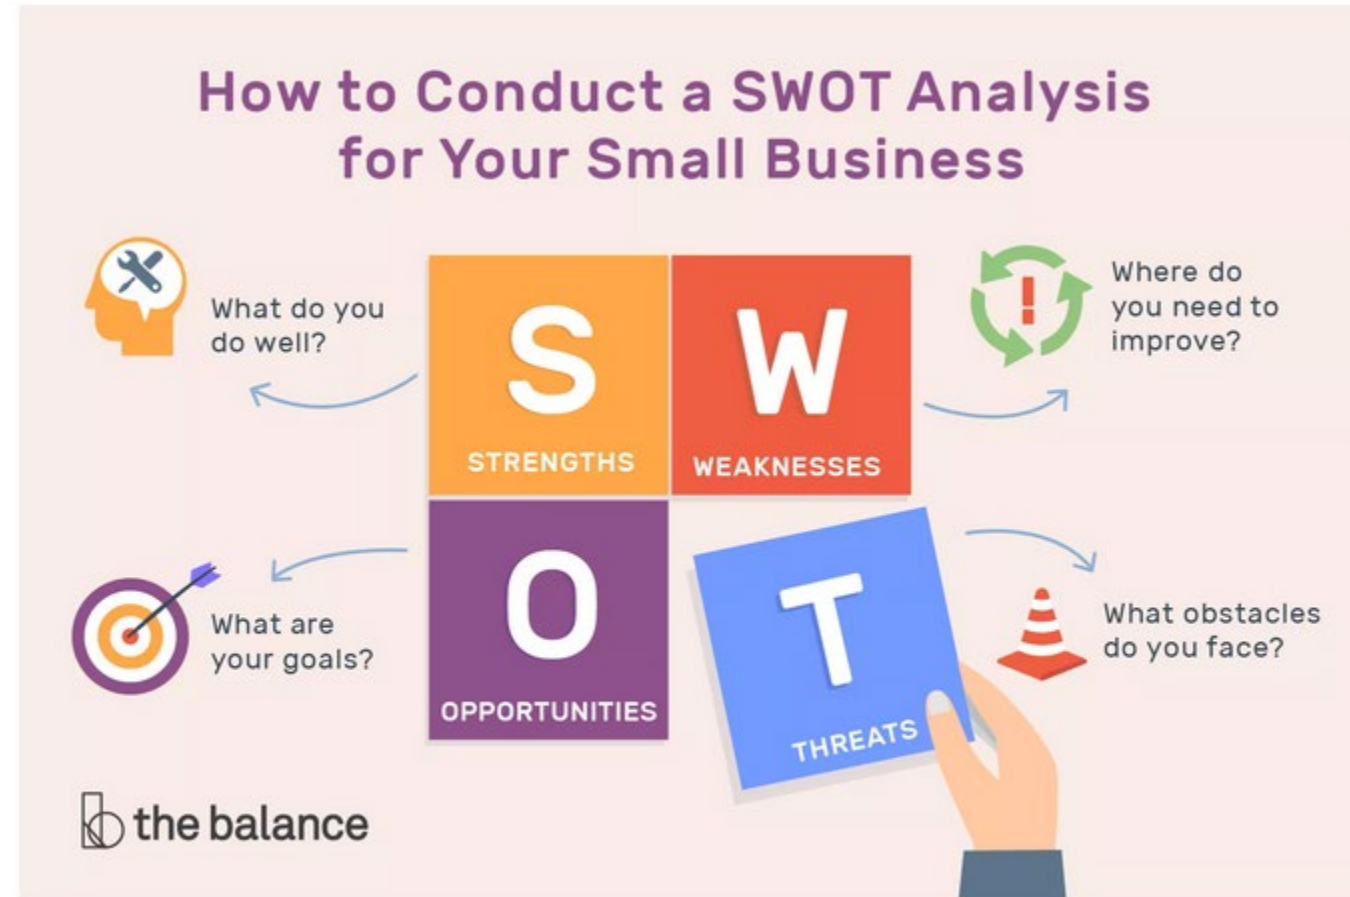 How to Conduct a SWOT Analysis
for Your Small Business
What do you
do well?
S
STRENGTHS
W
WEAKNESSES
Where do
you need to
improve?
What are
your goals?
O
OPPORTUNITIES
T
THREATS
What obstacles
do you face?
the balance